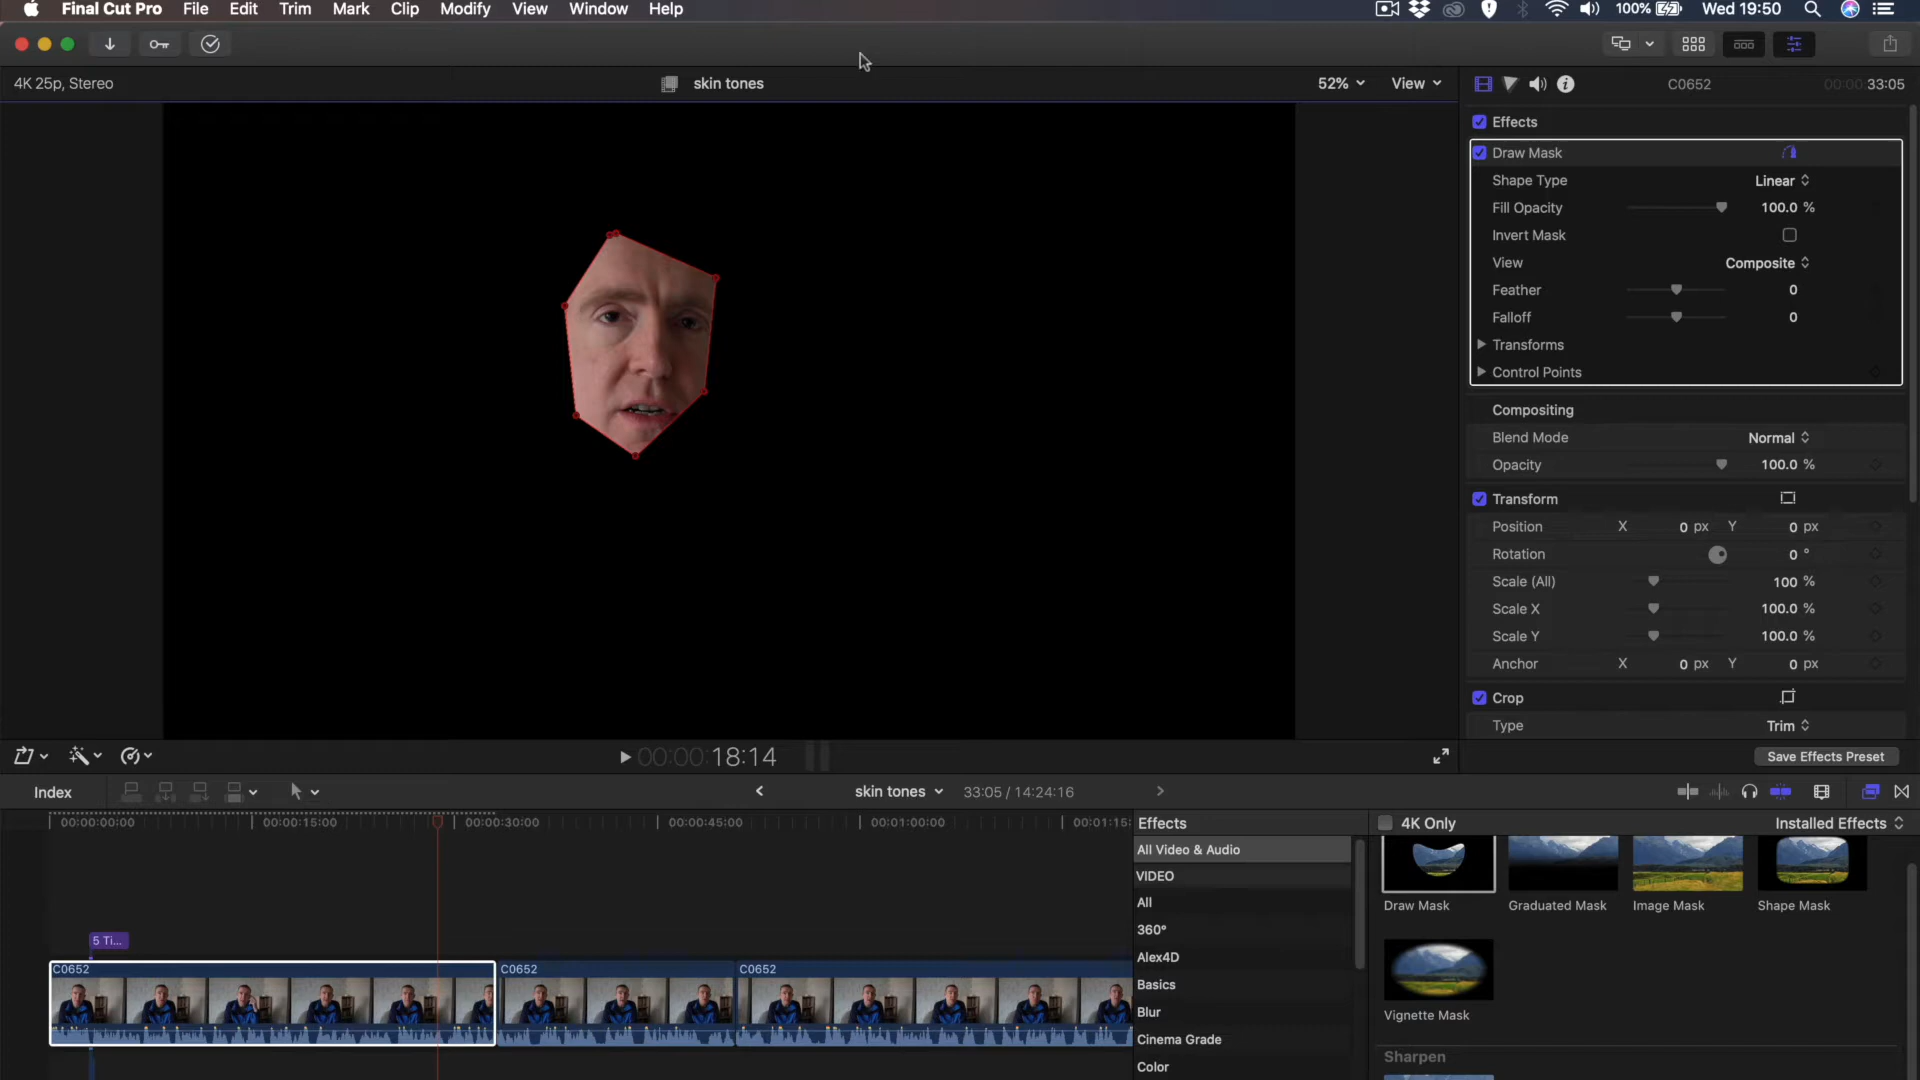 Final Cut Pro File Edit Trim Mark Clip Modify View Window Help 100% Wed 19:50
4K 25p, Stereo skin tones 52% View C0652 00:00:33:05
Effects
Draw Mask
Shape Type Linear
Fill Opacity 100.0 %
Invert Mask
View Composite
Feather 0
Falloff 0
Transforms
Control Points
Compositing
Blend Mode Normal
Opacity 100.0 %
Transform
Position X 0 px Y 0 px
Rotation 0 °
Scale (All) 100 %
Scale X 100.0 %
Scale Y 100.0 %
Anchor X 0 px Y 0 px
Crop
Type Trim
00:00:18:14 Save Effects Preset
Index skin tones 33:05 / 14:24:16
00:00:00:00 00:00:15:00 00:00:30:00 00:00:45:00 00:01:00:00 00:01:15:
5 Ti...
C0652 C0652 C0652
Effects 4K Only Installed Effects
All Video & Audio
VIDEO
All
360°
Alex4D
Basics
Blur
Cinema Grade
Color
Draw Mask Graduated Mask Image Mask Shape Mask
Vignette Mask
Sharpen